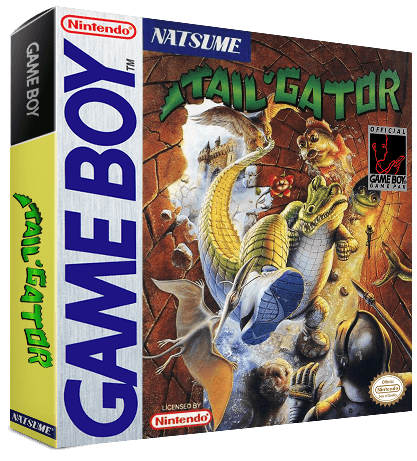 GAME BOY
TAIL 'GATOR
NATSUME
Nintendo
GAME BOY
TM
NATSUME
TAIL 'GATOR
OFFICIAL
GAME BOY
GAME PAK
LICENSED BY
Nintendo
Nintendo